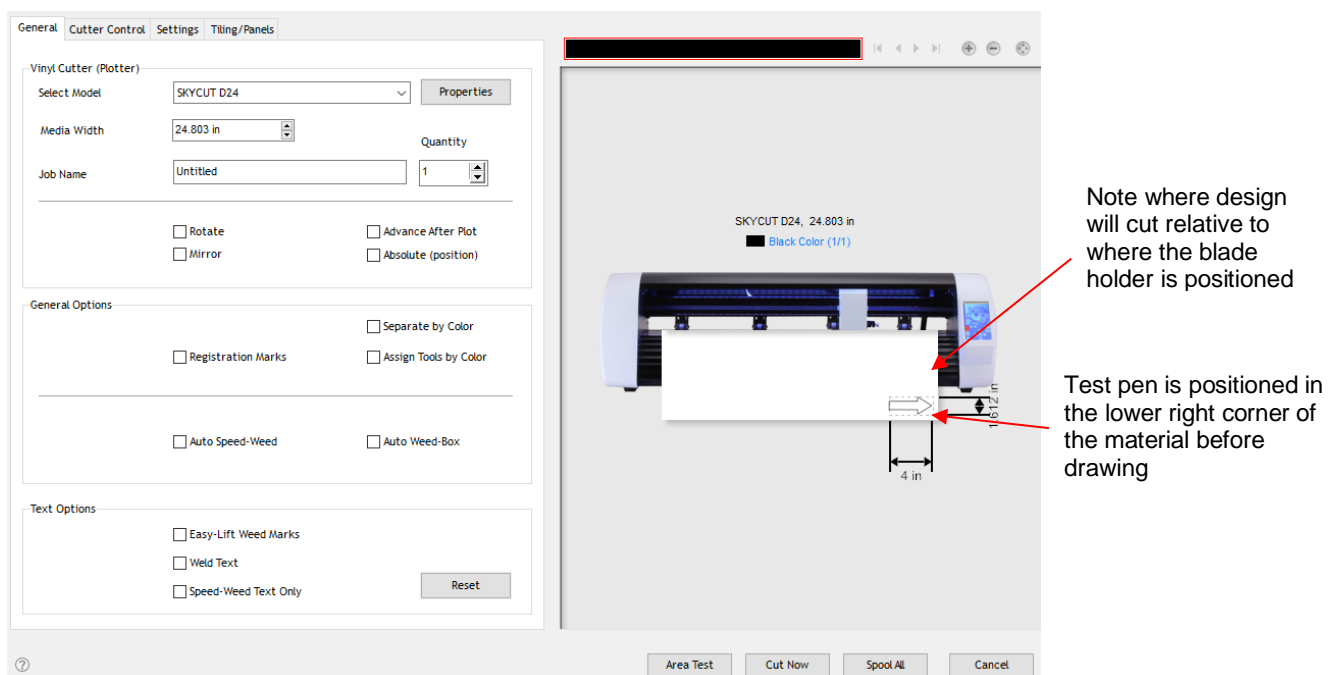 General Cutter Control Settings Tiling/Panels
Vinyl Cutter (Plotter)
Select Model SKYCUT D24 Properties
Media Width 24.803 in
Quantity
Job Name Untitled 1
Rotate Advance After Plot
Mirror Absolute (position)
General Options
Separate by Color
Registration Marks Assign Tools by Color
Auto Speed-Weed Auto Weed-Box
Text Options
Easy-Lift Weed Marks
Weld Text
Speed-Weed Text Only Reset
SKYCUT D24, 24.803 in
Black Color (1/1)
1.612 in
4 in
Note where design
will cut relative to
where the blade
holder is positioned
Test pen is positioned in
the lower right corner of
the material before
drawing
? Area Test Cut Now Spool All Cancel